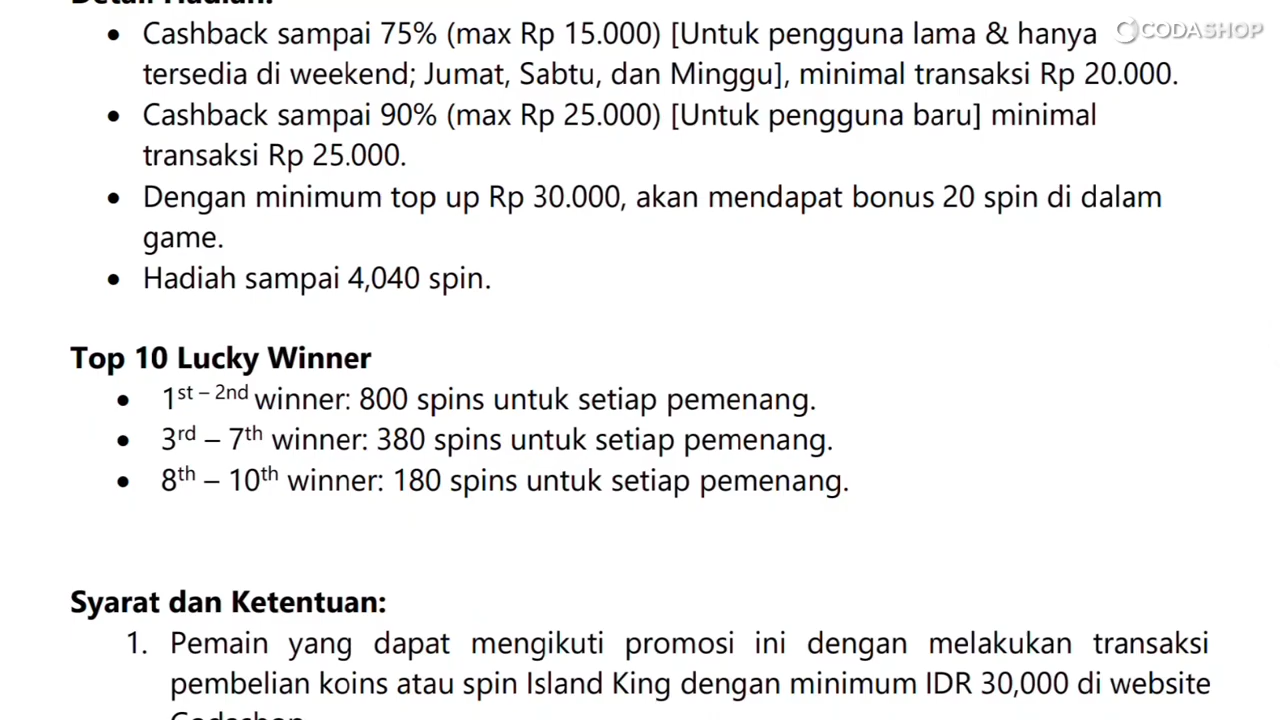 Detail Hadiah:
CODASHOP
• Cashback sampai 75% (max Rp 15.000) [Untuk pengguna lama & hanya
tersedia di weekend; Jumat, Sabtu, dan Minggu], minimal transaksi Rp 20.000.
• Cashback sampai 90% (max Rp 25.000) [Untuk pengguna baru] minimal
transaksi Rp 25.000.
• Dengan minimum top up Rp 30.000, akan mendapat bonus 20 spin di dalam
game.
• Hadiah sampai 4,040 spin.
Top 10 Lucky Winner
• 1st – 2nd winner: 800 spins untuk setiap pemenang.
• 3rd – 7th winner: 380 spins untuk setiap pemenang.
• 8th – 10th winner: 180 spins untuk setiap pemenang.
Syarat dan Ketentuan:
1. Pemain yang dapat mengikuti promosi ini dengan melakukan transaksi
pembelian koins atau spin Island King dengan minimum IDR 30,000 di website
Codashop